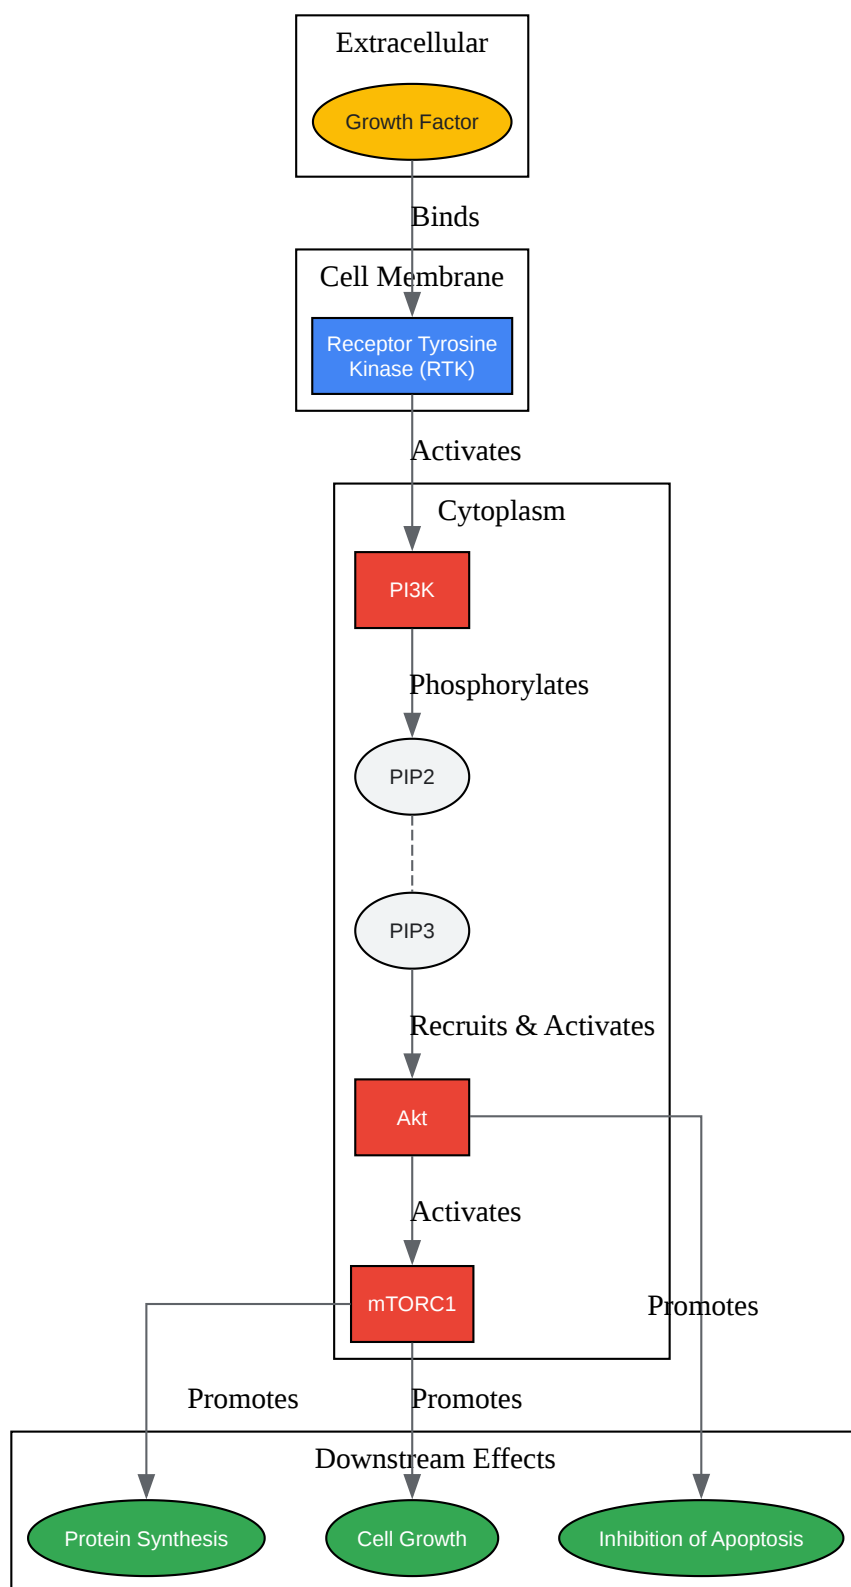 Extracellular
Growth Factor
Binds
Cell Membrane
Receptor Tyrosine
Kinase (RTK)
Activates
Cytoplasm
PI3K
Phosphorylates
PIP2
PIP3
Recruits & Activates
Akt
Activates
mTORC1
Promotes
Promotes
Promotes
Downstream Effects
Protein Synthesis
Cell Growth
Inhibition of Apoptosis